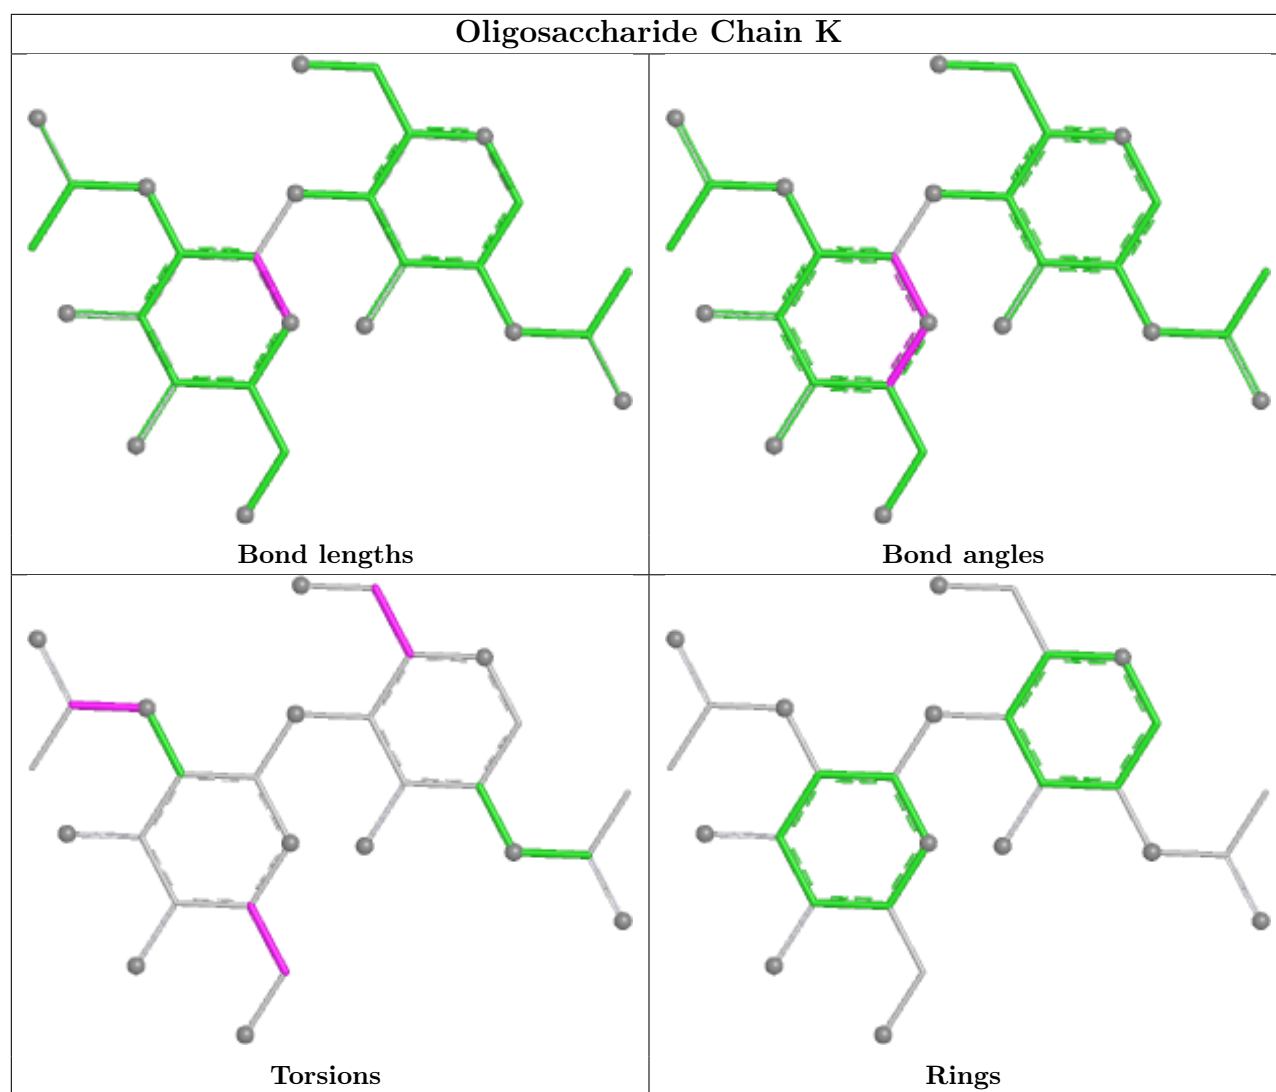 Oligosaccharide Chain K
Bond lengths
Bond angles
Torsions
Rings